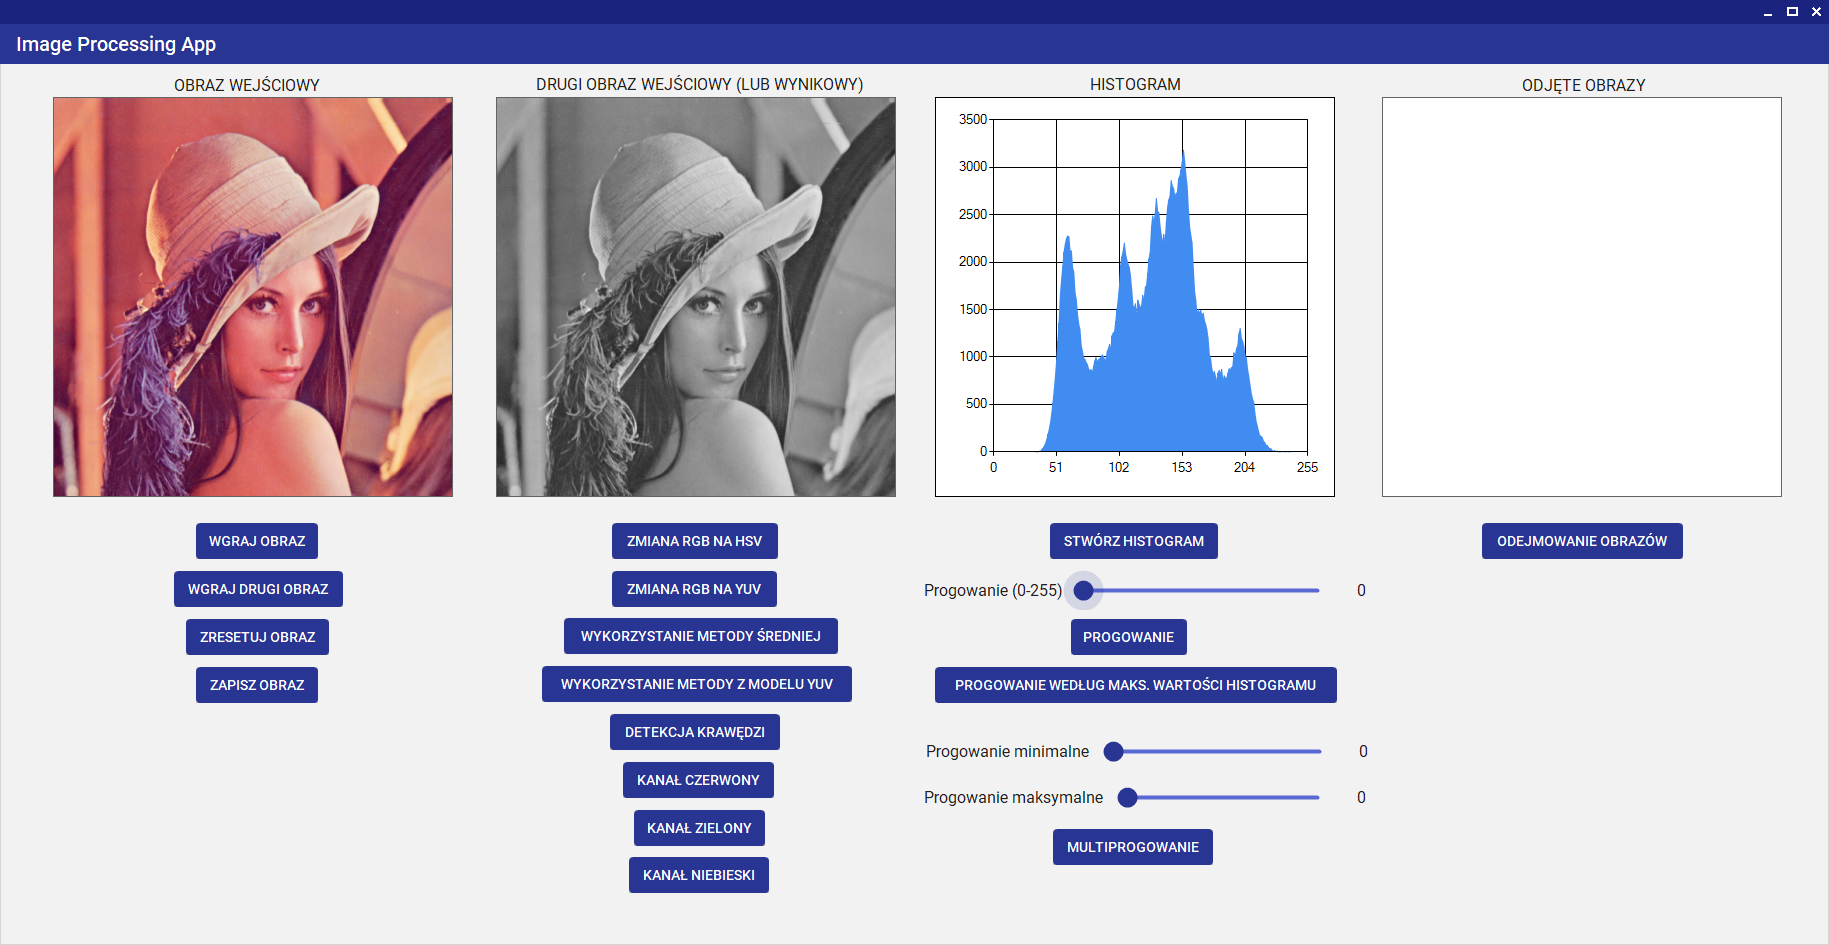 Image Processing App
OBRAZ WEJŚCIOWY
DRUGI OBRAZ WEJŚCIOWY (LUB WYNIKOWY)
HISTOGRAM
ODJĘTE OBRAZY
3500
3000
2500
2000
1500
1000
500
0
0 51 102 153 204 255
WGRAJ OBRAZ
WGRAJ DRUGI OBRAZ
ZRESETUJ OBRAZ
ZAPISZ OBRAZ
ZMIANA RGB NA HSV
ZMIANA RGB NA YUV
WYKORZYSTANIE METODY ŚREDNIEJ
WYKORZYSTANIE METODY Z MODELU YUV
DETEKCJA KRAWĘDZI
KANAŁ CZERWONY
KANAŁ ZIELONY
KANAŁ NIEBIESKI
STWÓRZ HISTOGRAM
Progowanie (0-255) 0
PROGOWANIE
PROGOWANIE WEDŁUG MAKS. WARTOŚCI HISTOGRAMU
Progowanie minimalne 0
Progowanie maksymalne 0
MULTIPROGOWANIE
ODEJMOWANIE OBRAZÓW